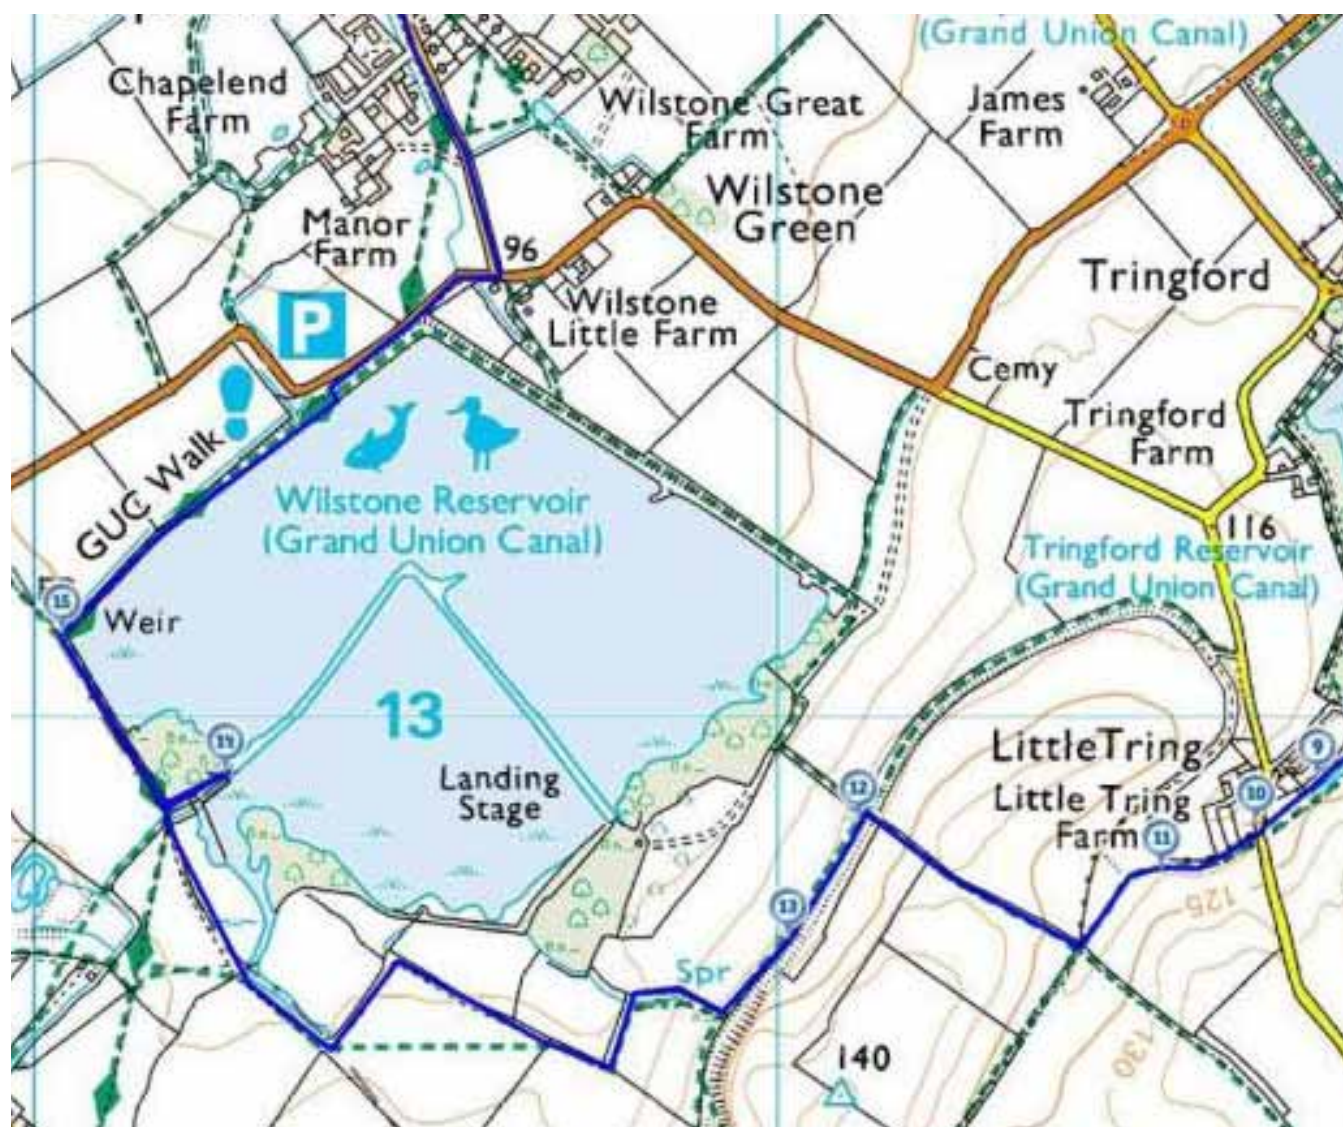 (Grand Union Canal)
Chapelend
Farm
Wilstone Great
Farm
James
Farm
Wilstone
Green
Manor
Farm
96
P
Wilstone
Little Farm
Tringford
Cemy
Tringford
Farm
GUC Walk
Wilstone Reservoir
(Grand Union Canal)
116
Tringford Reservoir
(Grand Union Canal)
15
Weir
13
14
Landing
Stage
Little Tring
Little Tring
Farm
9
10
11
12
13
125
Spr
140
130